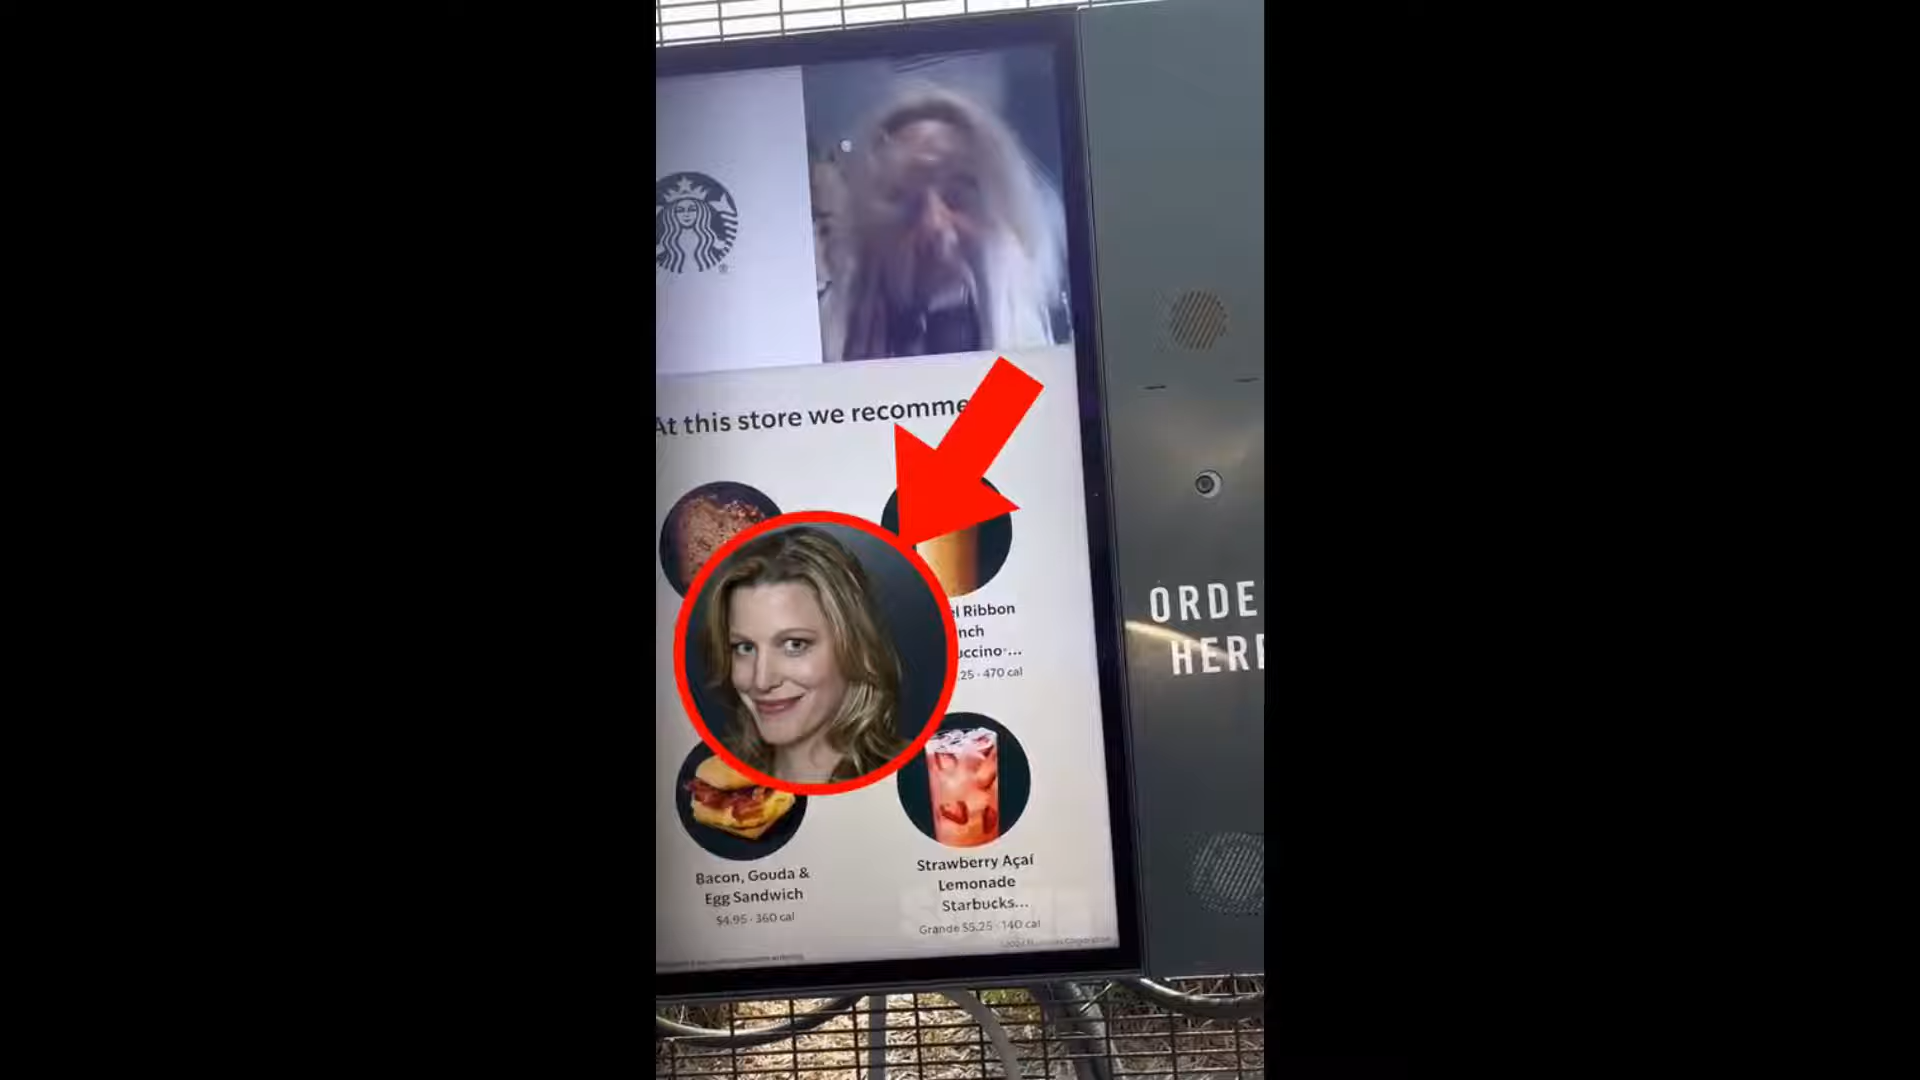 At this store we recomme
el Ribbon
nch
uccino-...
.25 - 470 cal
Bacon, Gouda &
Egg Sandwich
$4.95 - 360 cal
Strawberry Açaí
Lemonade
Starbucks...
Grande $5.25 - 140 cal
ORDE
HERE